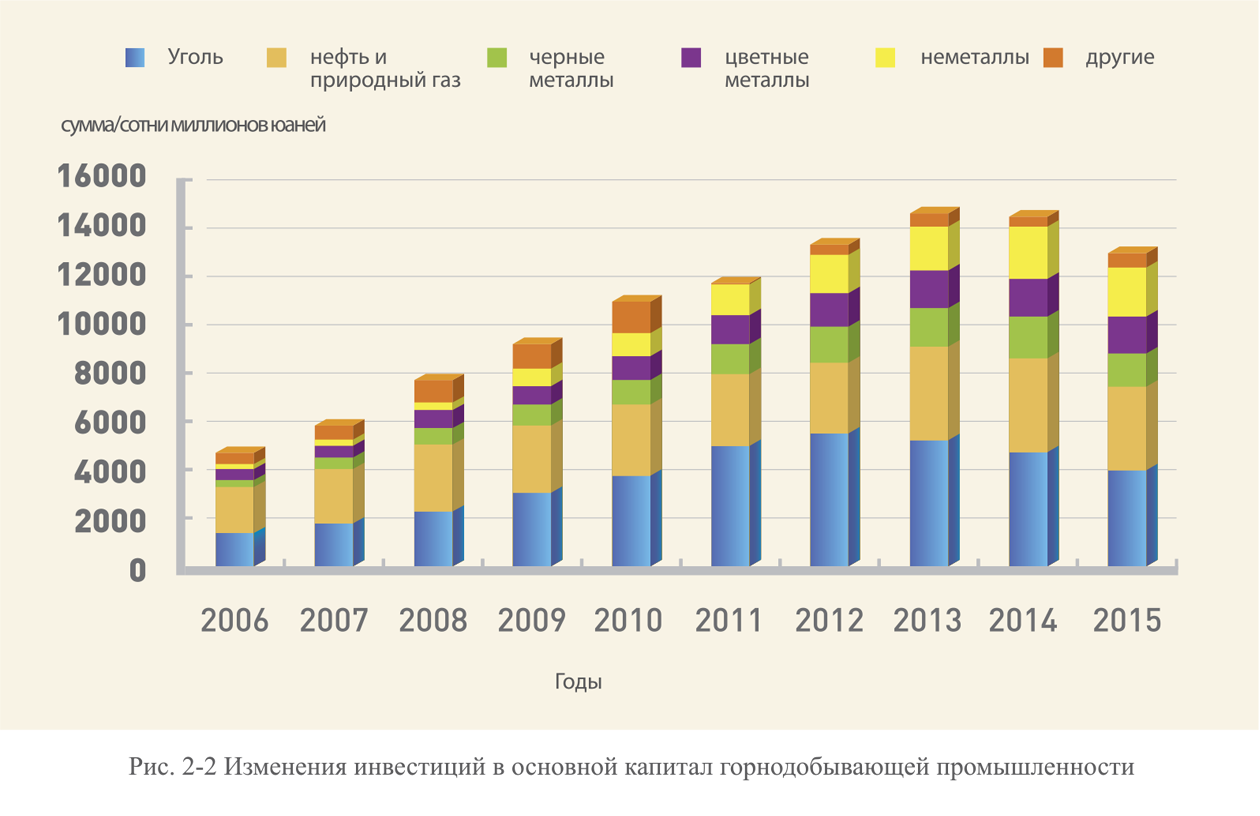 Уголь
нефть и
природный газ
черные
металлы
цветные
металлы
неметаллы
другие
сумма/сотни миллионов юаней
16000
14000
12000
10000
8000
6000
4000
2000
0
2006 2007 2008 2009 2010 2011 2012 2013 2014 2015
Годы
Рис. 2-2 Изменения инвестиций в основной капитал горнодобывающей промышленности